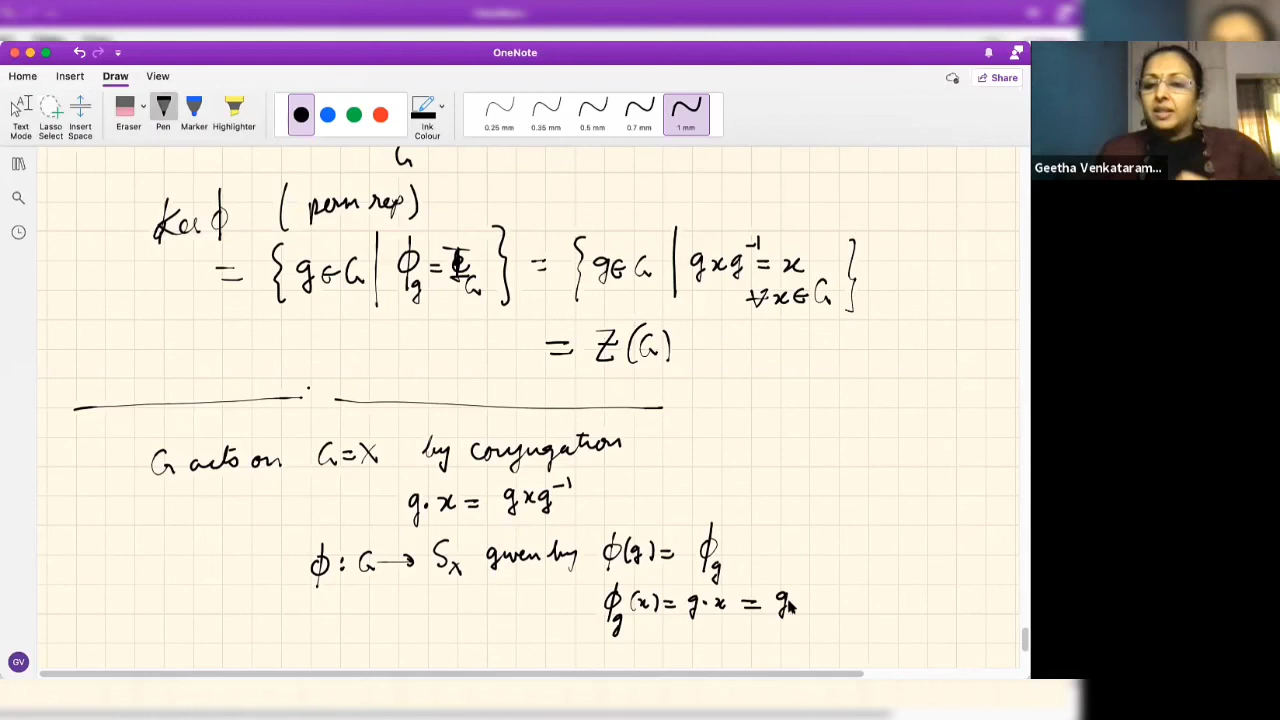 OneNote
Home Insert Draw View
Share
Text Mode
Lasso Select
Insert Space
Eraser
Pen
Marker
Highlighter
Ink Colour
0.25 mm
0.35 mm
0.5 mm
0.7 mm
1 mm
Geetha Venkataram...
G
Ker ϕ (perm rep)
= {g ∈ G | ϕ_g = I_G} = {g ∈ G | gxg⁻¹ = x
∀ x ∈ G}
= Z(G)
G acts on G = X by conjugation
g·x = gxg⁻¹
ϕ : G → S_X given by ϕ(g) = ϕ_g
ϕ_g(x) = g·x = g
GV